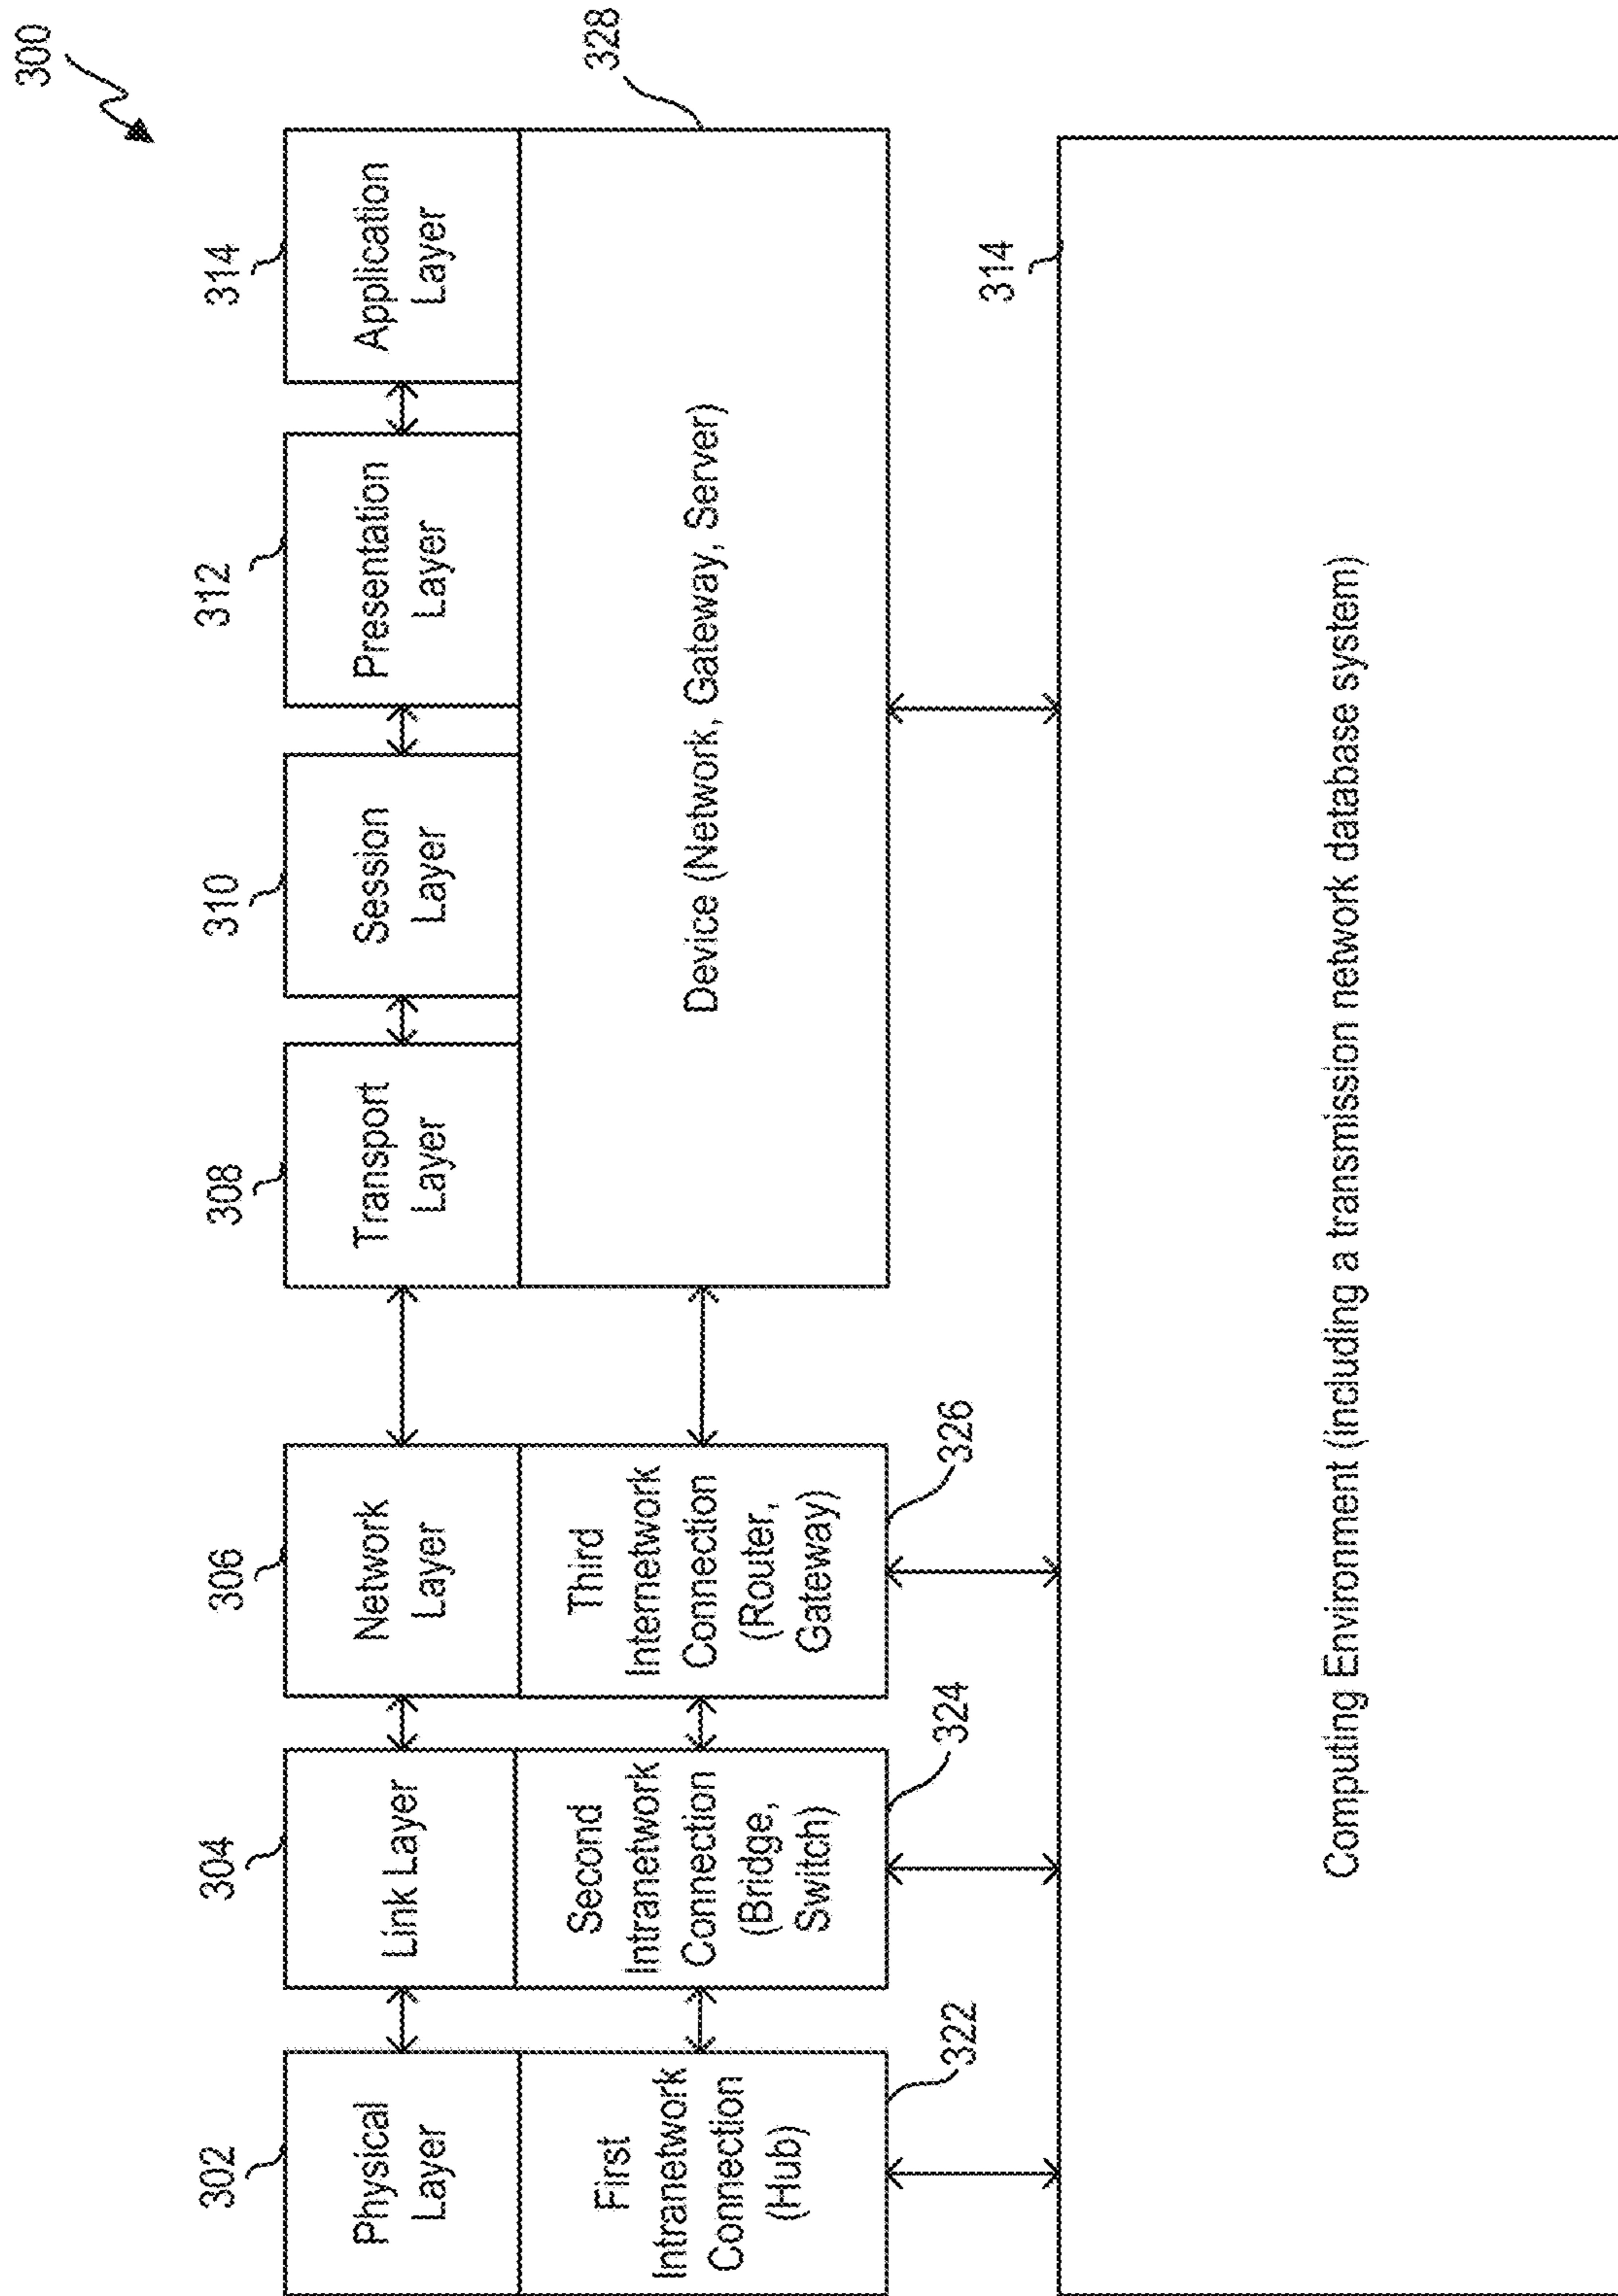 300
302
Physical
Layer
304
Link Layer
306
Network
Layer
308
Transport
Layer
310
Session
Layer
312
Presentation
Layer
314
Application
Layer
First
Intranetwork
Connection
(Hub)
322
Second
Intranetwork
Connection
(Bridge,
Switch)
324
Third
Internetwork
Connection
(Router,
Gateway)
326
Device (Network, Gateway, Server)
328
314
Computing Environment (including a transmission network database system)